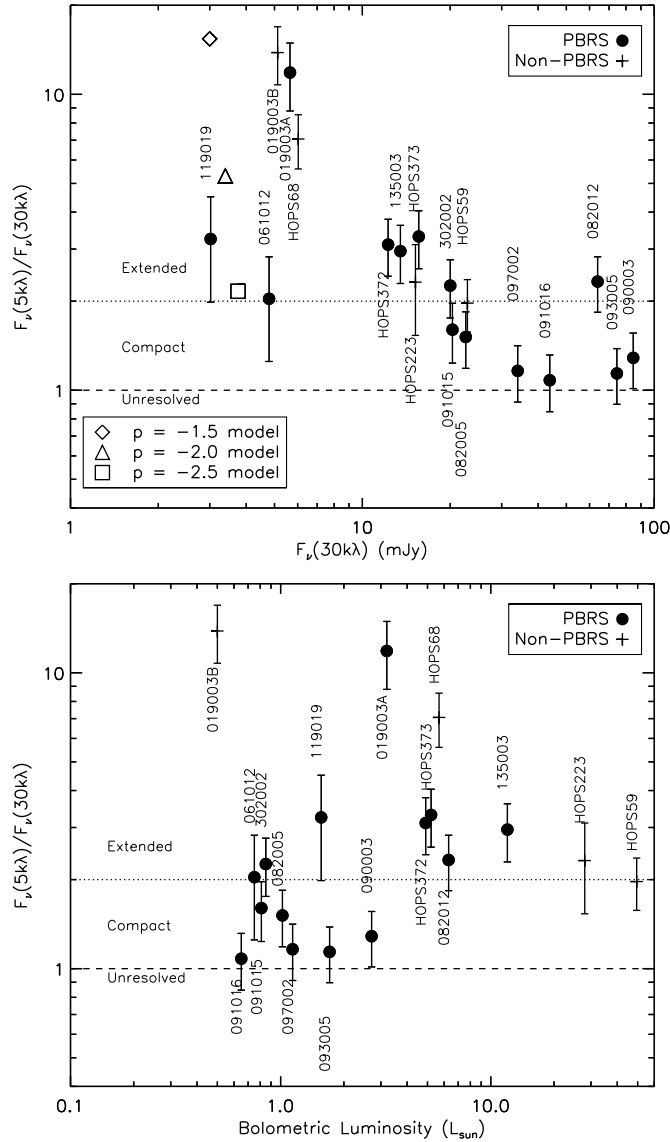 F_ν(5kλ)/F_ν(30kλ)
10
1
PBRS
Non−PBRS
119019
061012
019003B
019003A
HOPS68
HOPS372
135003
HOPS373
HOPS223
302002
091015
HOPS59
082005
097002
091016
082012
093005
090003
Extended
Compact
Unresolved
p = −1.5 model
p = −2.0 model
p = −2.5 model
1
10
100
F_ν(30kλ) (mJy)
F_ν(5kλ)/F_ν(30kλ)
10
1
PBRS
Non−PBRS
019003B
061012
302002
082005
119019
019003A
HOPS373
HOPS68
090003
HOPS372
082012
135003
HOPS223
HOPS59
091016
091015
097002
093005
Extended
Compact
Unresolved
0.1
1.0
10.0
Bolometric Luminosity (L_sun)